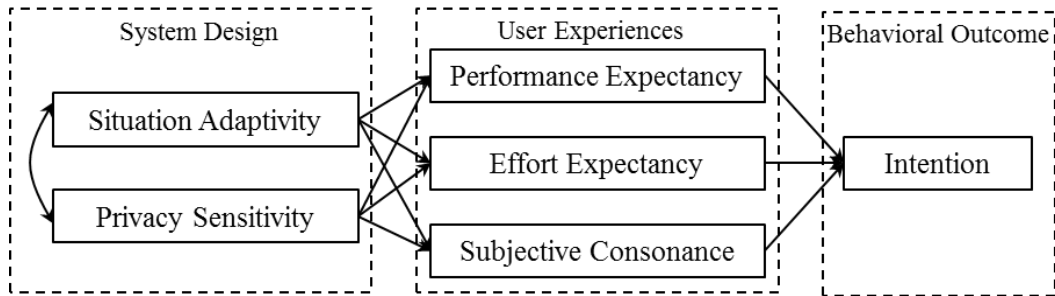 System Design
Situation Adaptivity
Privacy Sensitivity
User Experiences
Performance Expectancy
Effort Expectancy
Subjective Consonance
Behavioral Outcome
Intention